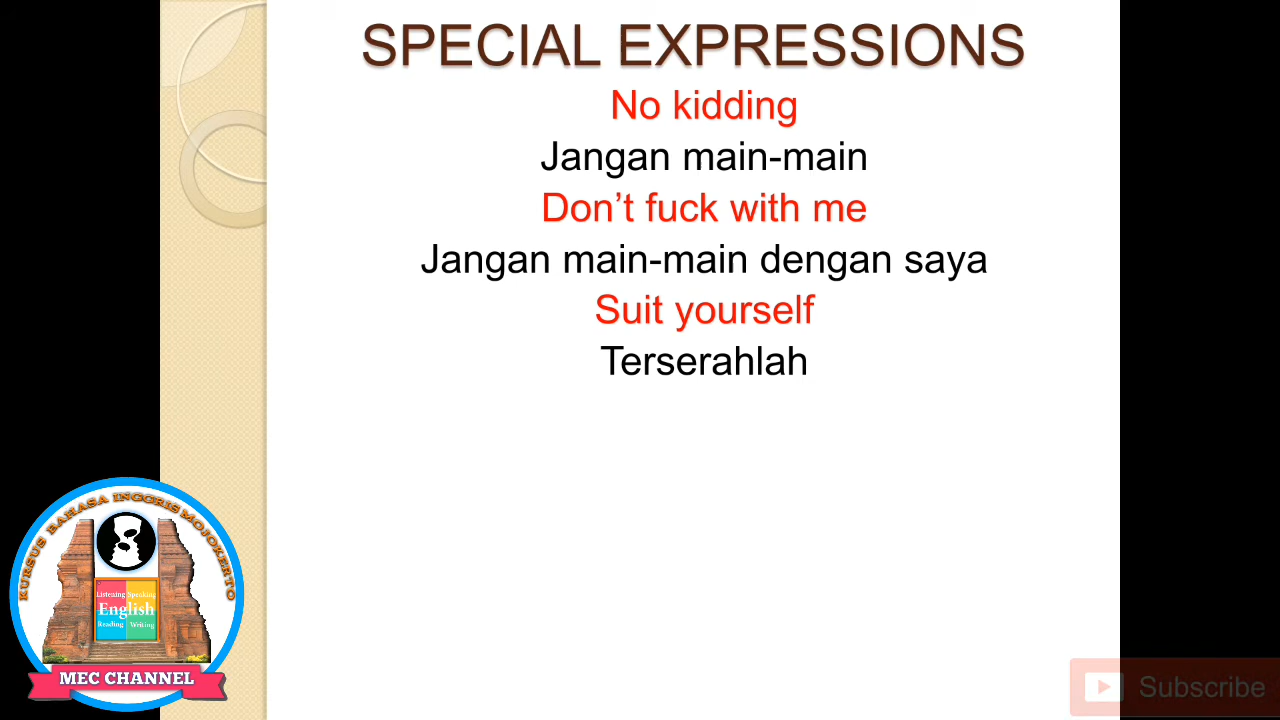 SPECIAL EXPRESSIONS
No kidding
Jangan main-main
Don’t fuck with me
Jangan main-main dengan saya
Suit yourself
Terserahlah
KURSUS BAHASA INGGRIS MOJOKERTO
Listening Speaking
English
Reading Writing
MEC CHANNEL
Subscribe